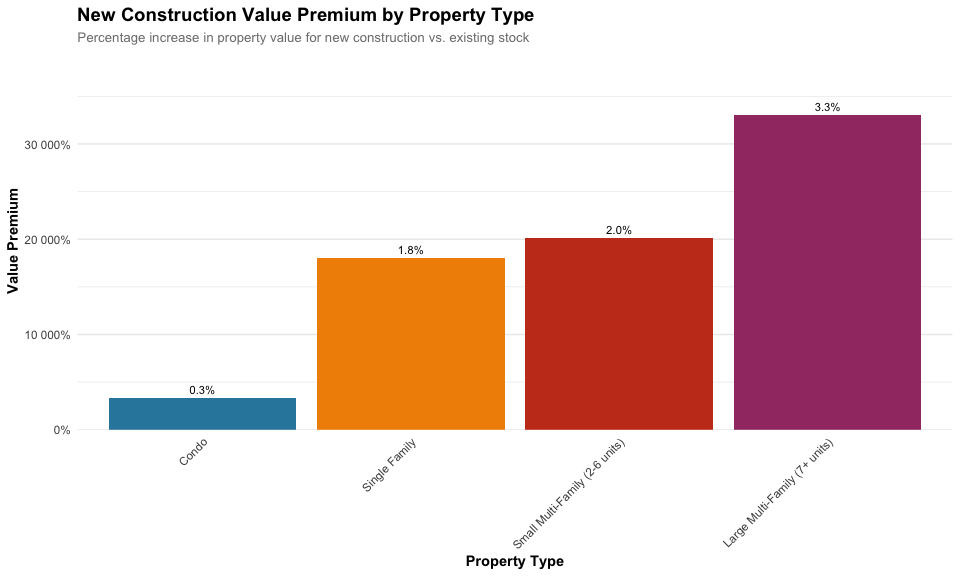 New Construction Value Premium by Property Type
Percentage increase in property value for new construction vs. existing stock
3.3%
30 000%
2.0%
20 000%
1.8%
10 000%
0.3%
0%
Value Premium
Condo
Single Family
Small Multi-Family (2-6 units)
Large Multi-Family (7+ units)
Property Type